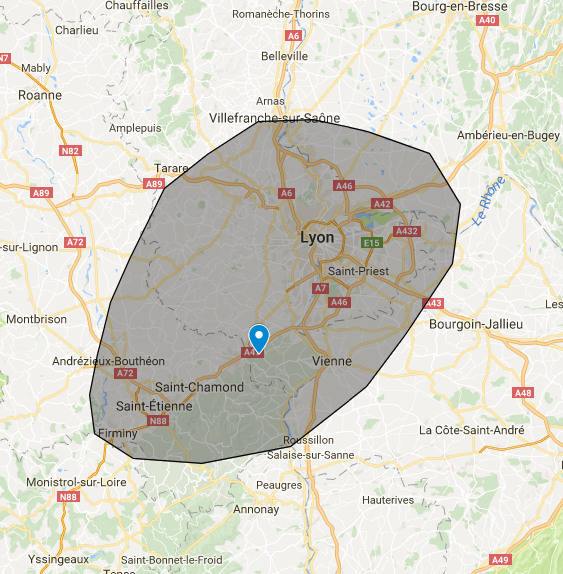 Chauffailles
Bourg-en-Bresse
Romanèche-Thorins
A40
Charlieu
A6
Belleville
N7
Mably
Roanne
Arnas
Villefranche-sur-Saône
Amplepuis
Ambérieu-en-Bugey
N82
Tarare
A89
A89
A6
A46
A42
Le Rhône
A432
Lyon
E15
-sur-Lignon
A72
Saint-Priest
A7
A46
A43
Montbrison
Bourgoin-Jallieu
Les
Andrézieux-Bouthéon
Vienne
A72
Saint-Chamond
A48
Saint-Étienne
N88
Firminy
La Côte-Saint-André
Roussillon
Salaise-sur-Sanne
Monistrol-sur-Loire
Peaugres
N88
Hauterives
Annonay
Yssingeaux
Saint-Bonnet-le-Froid
A49